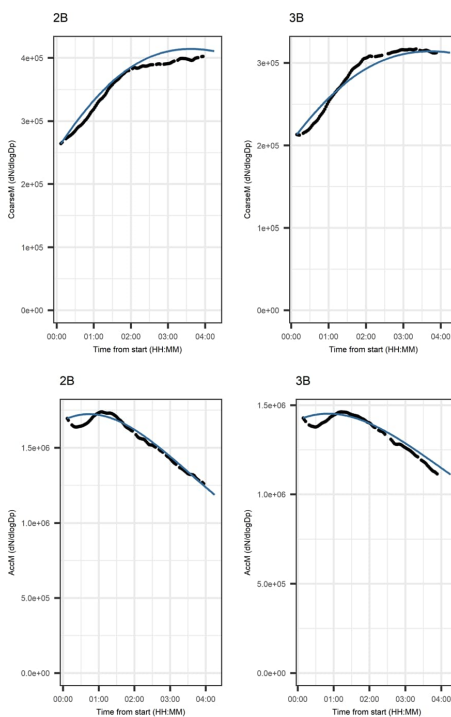 2B
CoarseM (dN/dlogDp)
4e+05
3e+05
2e+05
1e+05
0e+00
00:00 01:00 02:00 03:00 04:00
Time from start (HH:MM)
3B
CoarseM (dN/dlogDp)
3e+05
2e+05
1e+05
0e+00
00:00 01:00 02:00 03:00 04:00
Time from start (HH:MM)
2B
AccM (dN/dlogDp)
1.5e+06
1.0e+06
5.0e+05
0.0e+00
00:00 01:00 02:00 03:00 04:00
Time from start (HH:MM)
3B
AccM (dN/dlogDp)
1.5e+06
1.0e+06
5.0e+05
0.0e+00
00:00 01:00 02:00 03:00 04:00
Time from start (HH:MM)